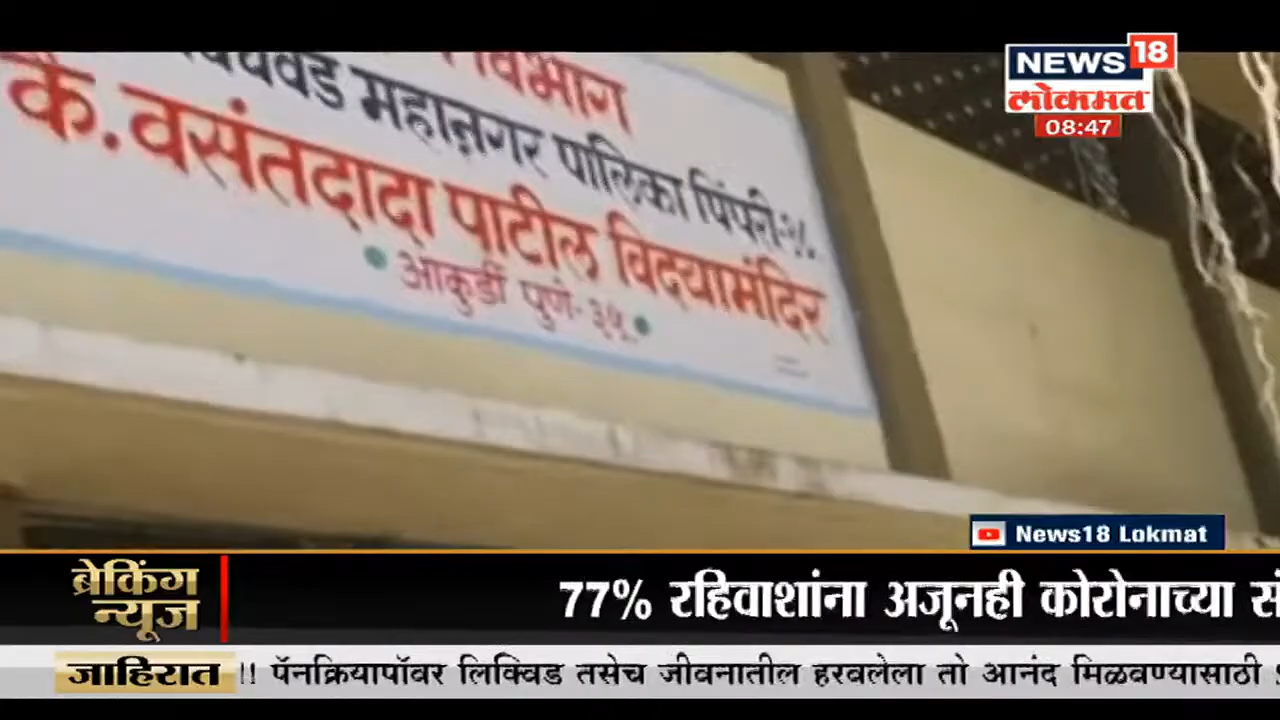 विभाग
महानगर पालिका पिंपरी-
कै. वसंतदादा पाटील विद्यामंदिर
आकुर्डी पुणे-३५
NEWS 18
लोकमत
08:47
News18 Lokmat
ब्रेकिंग न्यूज
77% रहिवाशांना अजूनही कोरोनाच्या
जाहिरात
!! पॅनक्रियापॉवर लिक्विड तसेच जीवनातील हरवलेला तो आनंद मिळवण्यासाठी